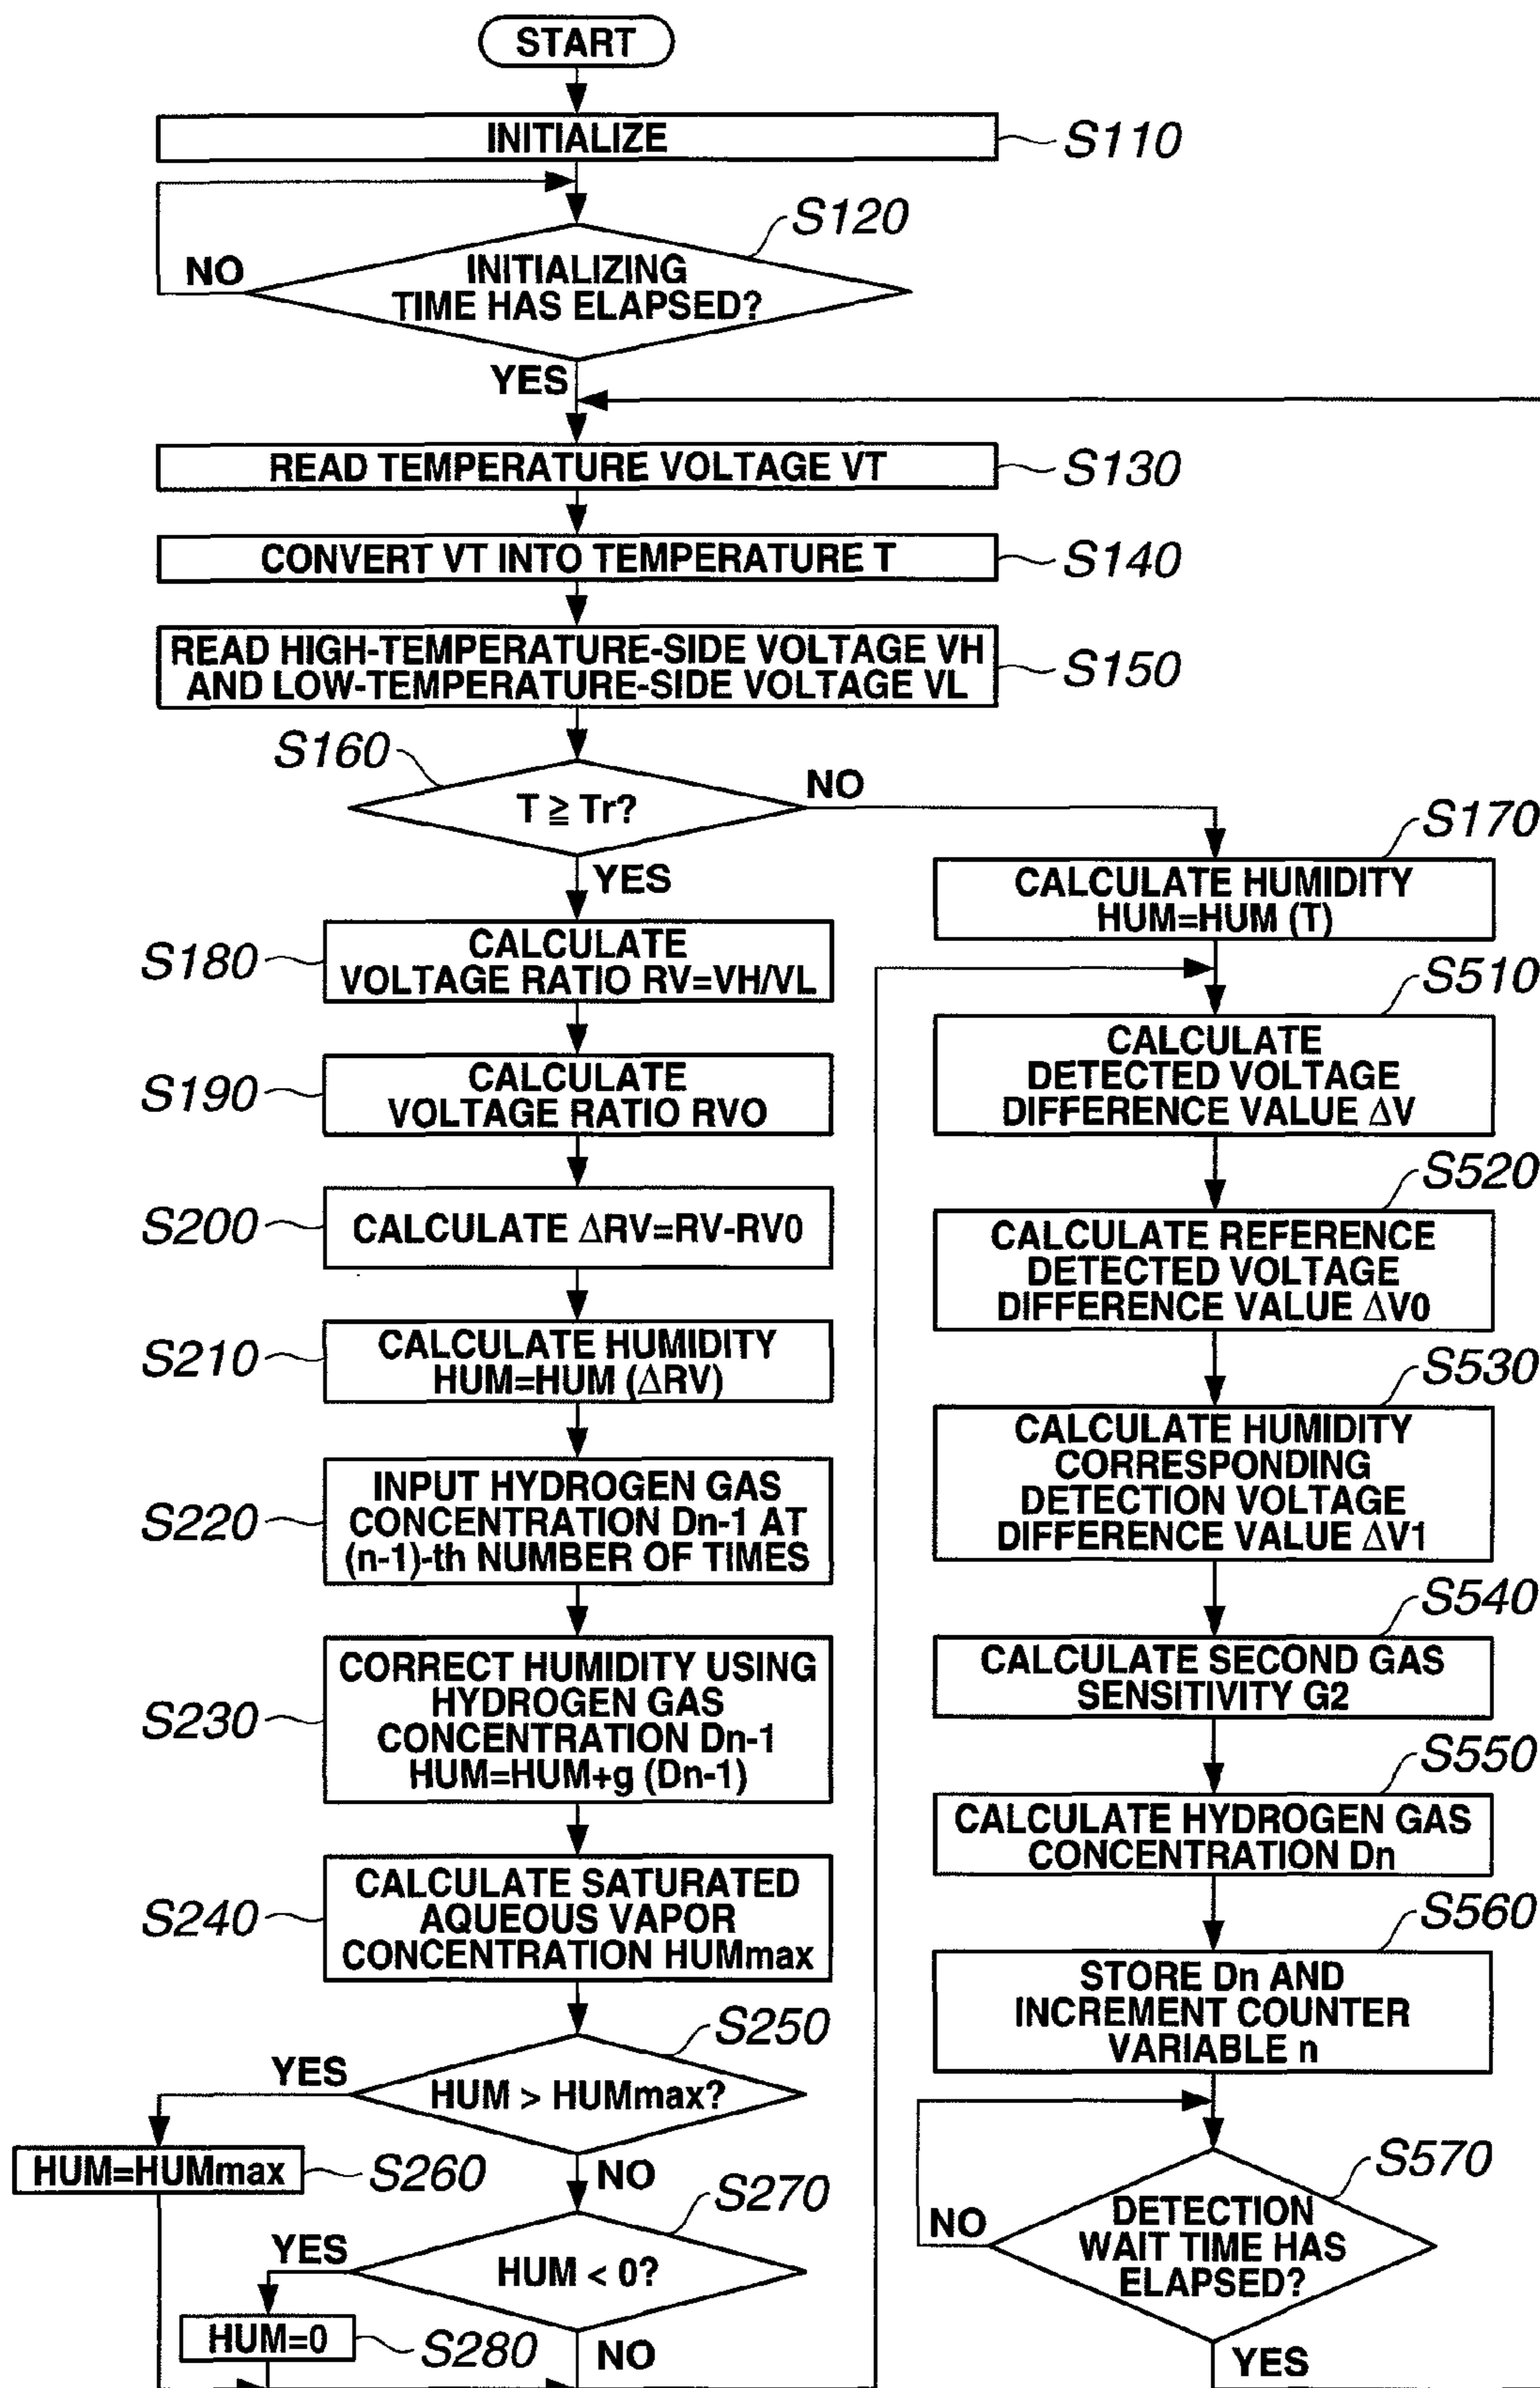 START
INITIALIZE
S110
S120
INITIALIZING
TIME HAS ELAPSED?
NO
YES
READ TEMPERATURE VOLTAGE VT
S130
CONVERT VT INTO TEMPERATURE T
S140
READ HIGH-TEMPERATURE-SIDE VOLTAGE VH
AND LOW-TEMPERATURE-SIDE VOLTAGE VL
S150
S160
T ≧ Tr?
NO
YES
S180
CALCULATE
VOLTAGE RATIO RV=VH/VL
S190
CALCULATE
VOLTAGE RATIO RVO
S200
CALCULATE ΔRV=RV-RV0
S210
CALCULATE HUMIDITY
HUM=HUM (ΔRV)
S220
INPUT HYDROGEN GAS
CONCENTRATION Dn-1 AT
(n-1)-th NUMBER OF TIMES
S230
CORRECT HUMIDITY USING
HYDROGEN GAS
CONCENTRATION Dn-1
HUM=HUM+g (Dn-1)
S240
CALCULATE SATURATED
AQUEOUS VAPOR
CONCENTRATION HUMmax
S250
YES
HUM > HUMmax?
HUM=HUMmax
S260
NO
S270
YES
HUM < 0?
HUM=0
S280
NO
S170
CALCULATE HUMIDITY
HUM=HUM (T)
S510
CALCULATE
DETECTED VOLTAGE
DIFFERENCE VALUE ΔV
S520
CALCULATE REFERENCE
DETECTED VOLTAGE
DIFFERENCE VALUE ΔV0
S530
CALCULATE HUMIDITY
CORRESPONDING
DETECTION VOLTAGE
DIFFERENCE VALUE ΔV1
S540
CALCULATE SECOND GAS
SENSITIVITY G2
S550
CALCULATE HYDROGEN GAS
CONCENTRATION Dn
S560
STORE Dn AND
INCREMENT COUNTER
VARIABLE n
S570
NO
DETECTION
WAIT TIME HAS
ELAPSED?
YES